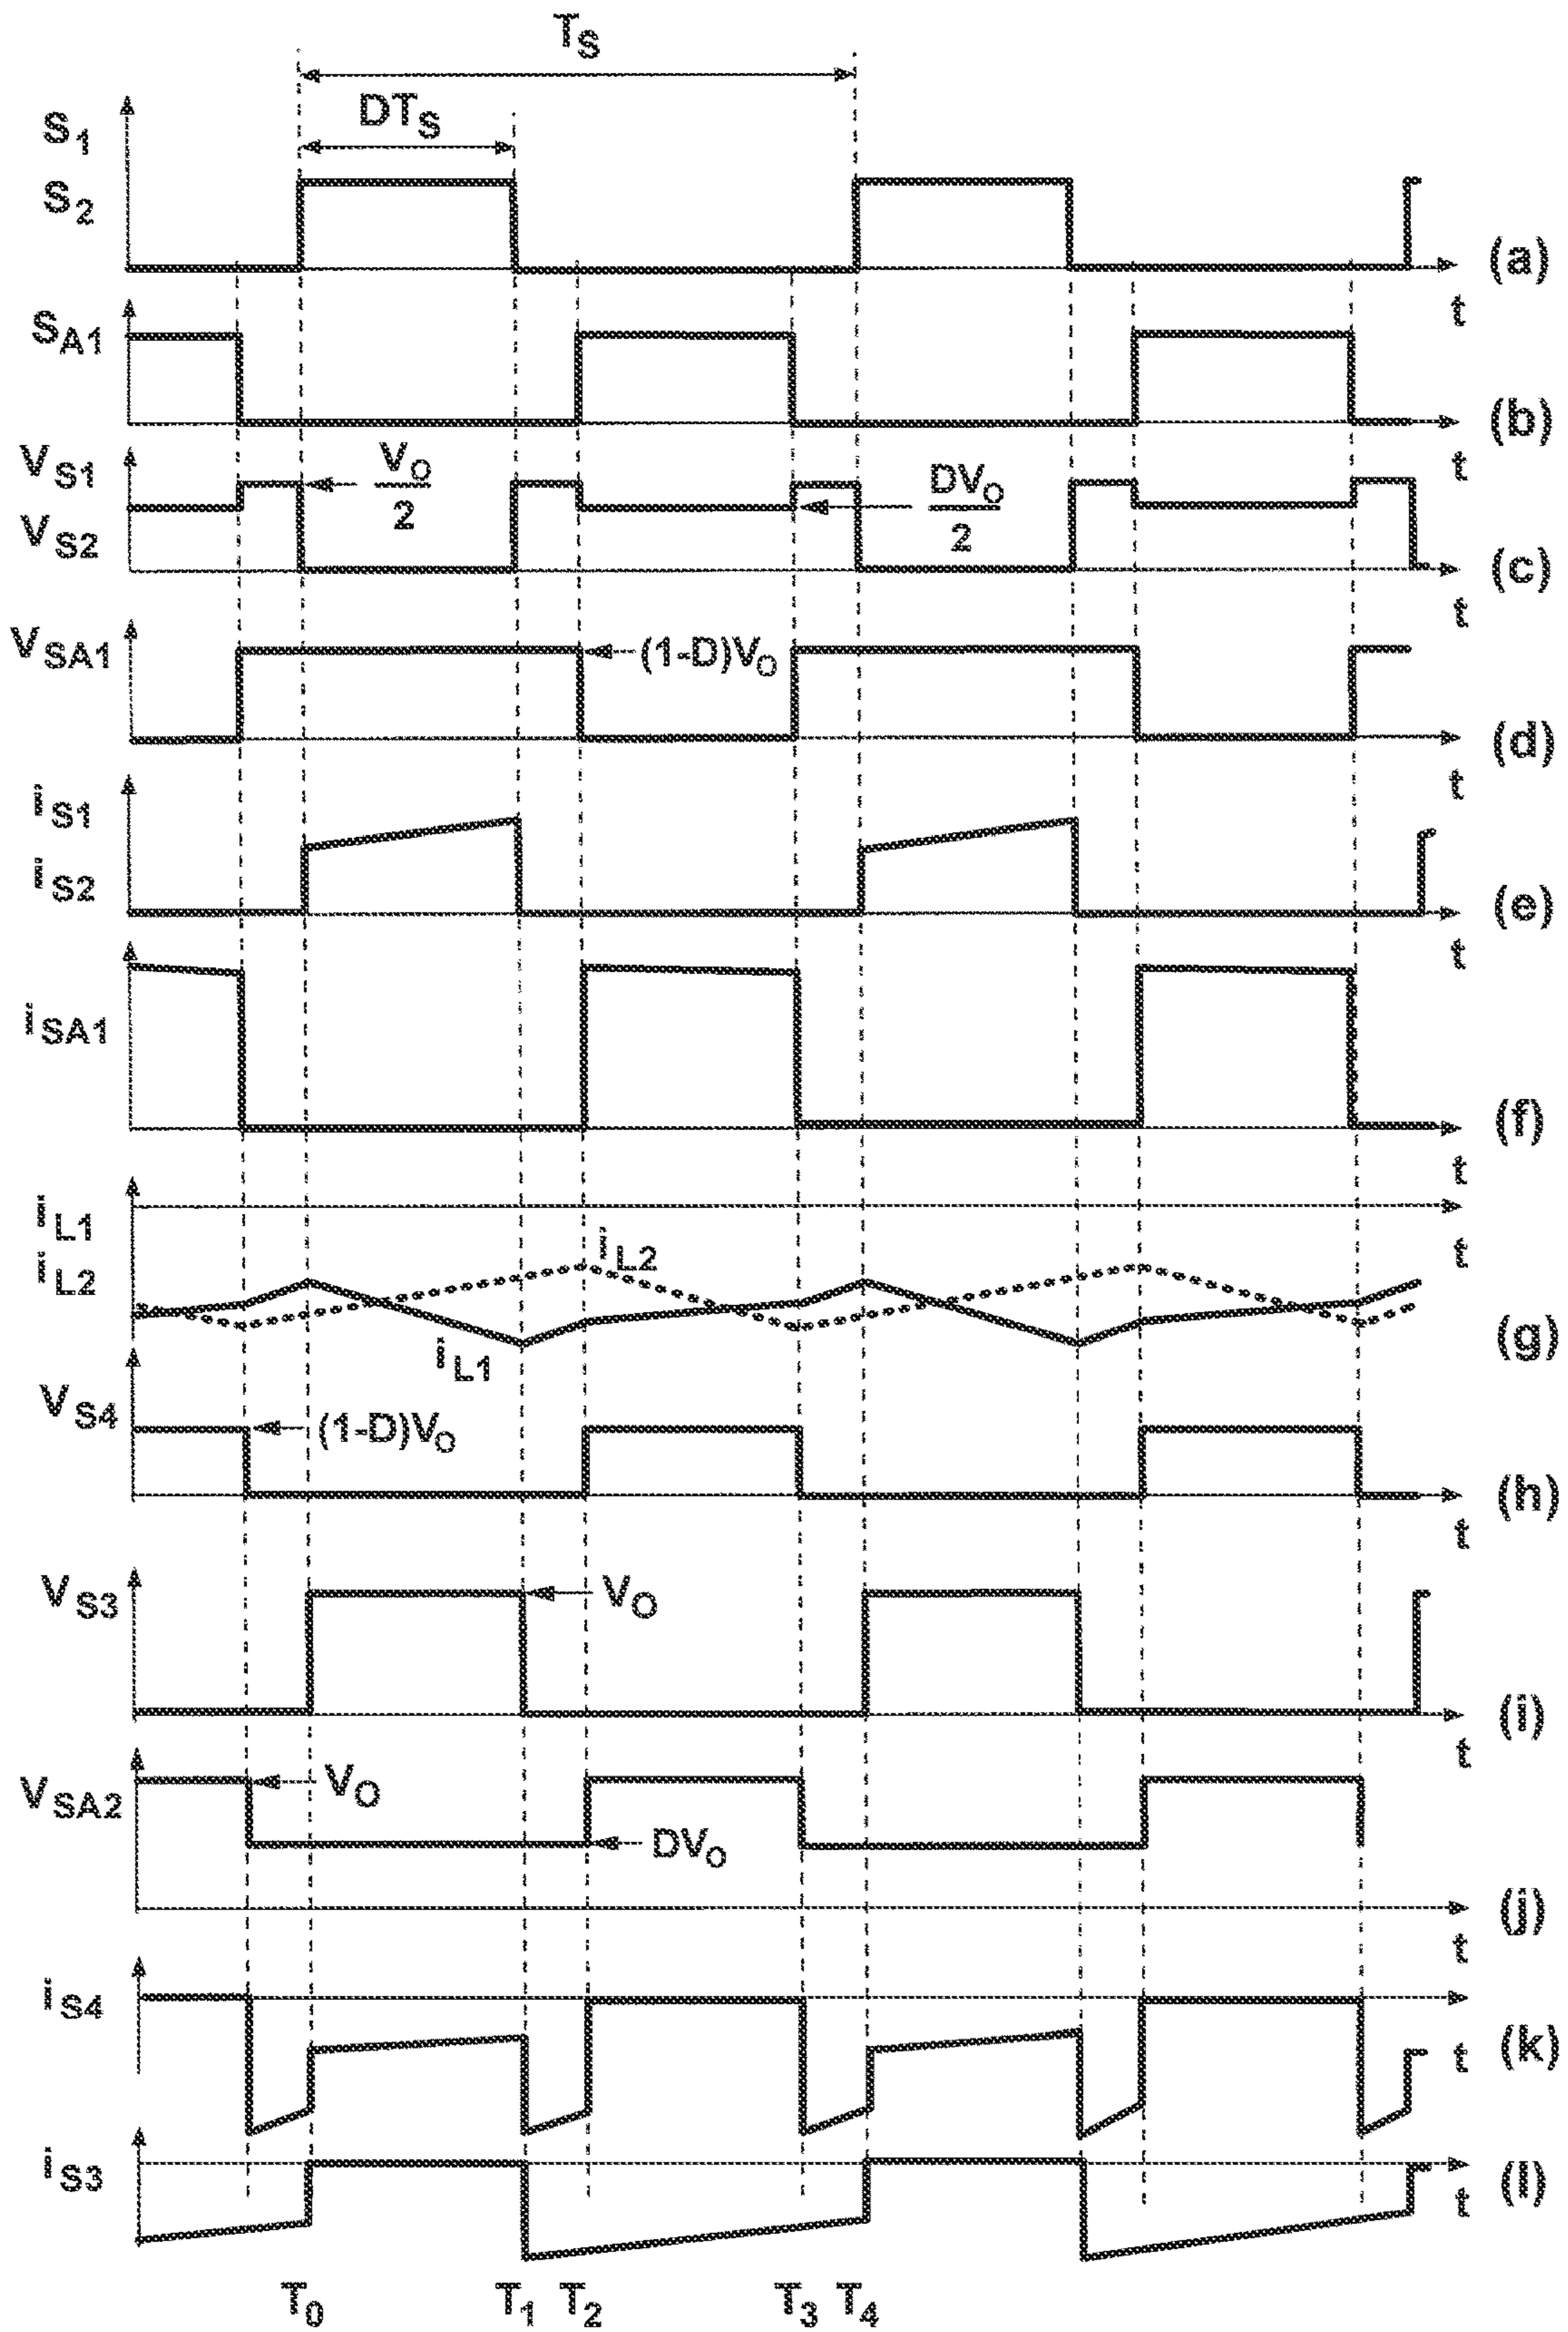 T_S
DT_S
S_1
S_2
(a)
t
S_A1
(b)
t
V_S1
V_O/2
DV_O/2
V_S2
(c)
t
V_SA1
(1-D)V_O
(d)
t
i_S1
i_S2
(e)
t
i_SA1
(f)
t
i_L1
t
i_L2
i_L2
(g)
i_L1
V_S4
(1-D)V_O
(h)
t
V_S3
V_O
(i)
t
V_SA2
V_O
DV_O
(j)
t
i_S4
t (k)
i_S3
t (l)
T_0 T_1 T_2 T_3 T_4